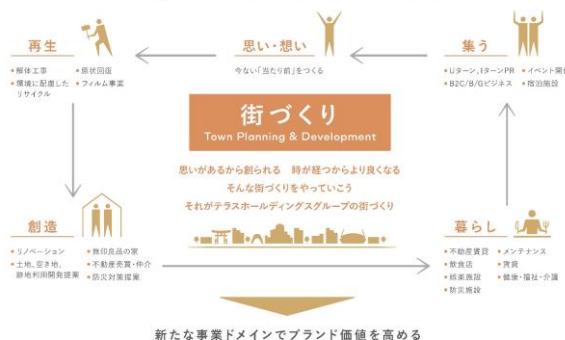 再生
・解体工事
・原状回復
・環境に配慮した
リサイクル
・フィルム事業
思い・想い
今ない「当たり前」をつくる
集う
・Uターン、IターンPR
・イベント開催
・B2C/B/Gビジネス
・宿泊施設
街づくり
Town Planning & Development
思いがあるから創られる 時が経つからより良くなる
そんな街づくりをやっていこう
それがテラスホールディングスグループの街づくり
創造
・リノベーション
・無印良品の家
・土地、空き地、
跡地利用開発提案
・不動産売買・仲介
・防災対策提案
暮らし
・不動産賃貸
・メンテナンス
・飲食店
・賃貸
・娯楽施設
・健康・福祉・介護
・防災施設
新たな事業ドメインでブランド価値を高める